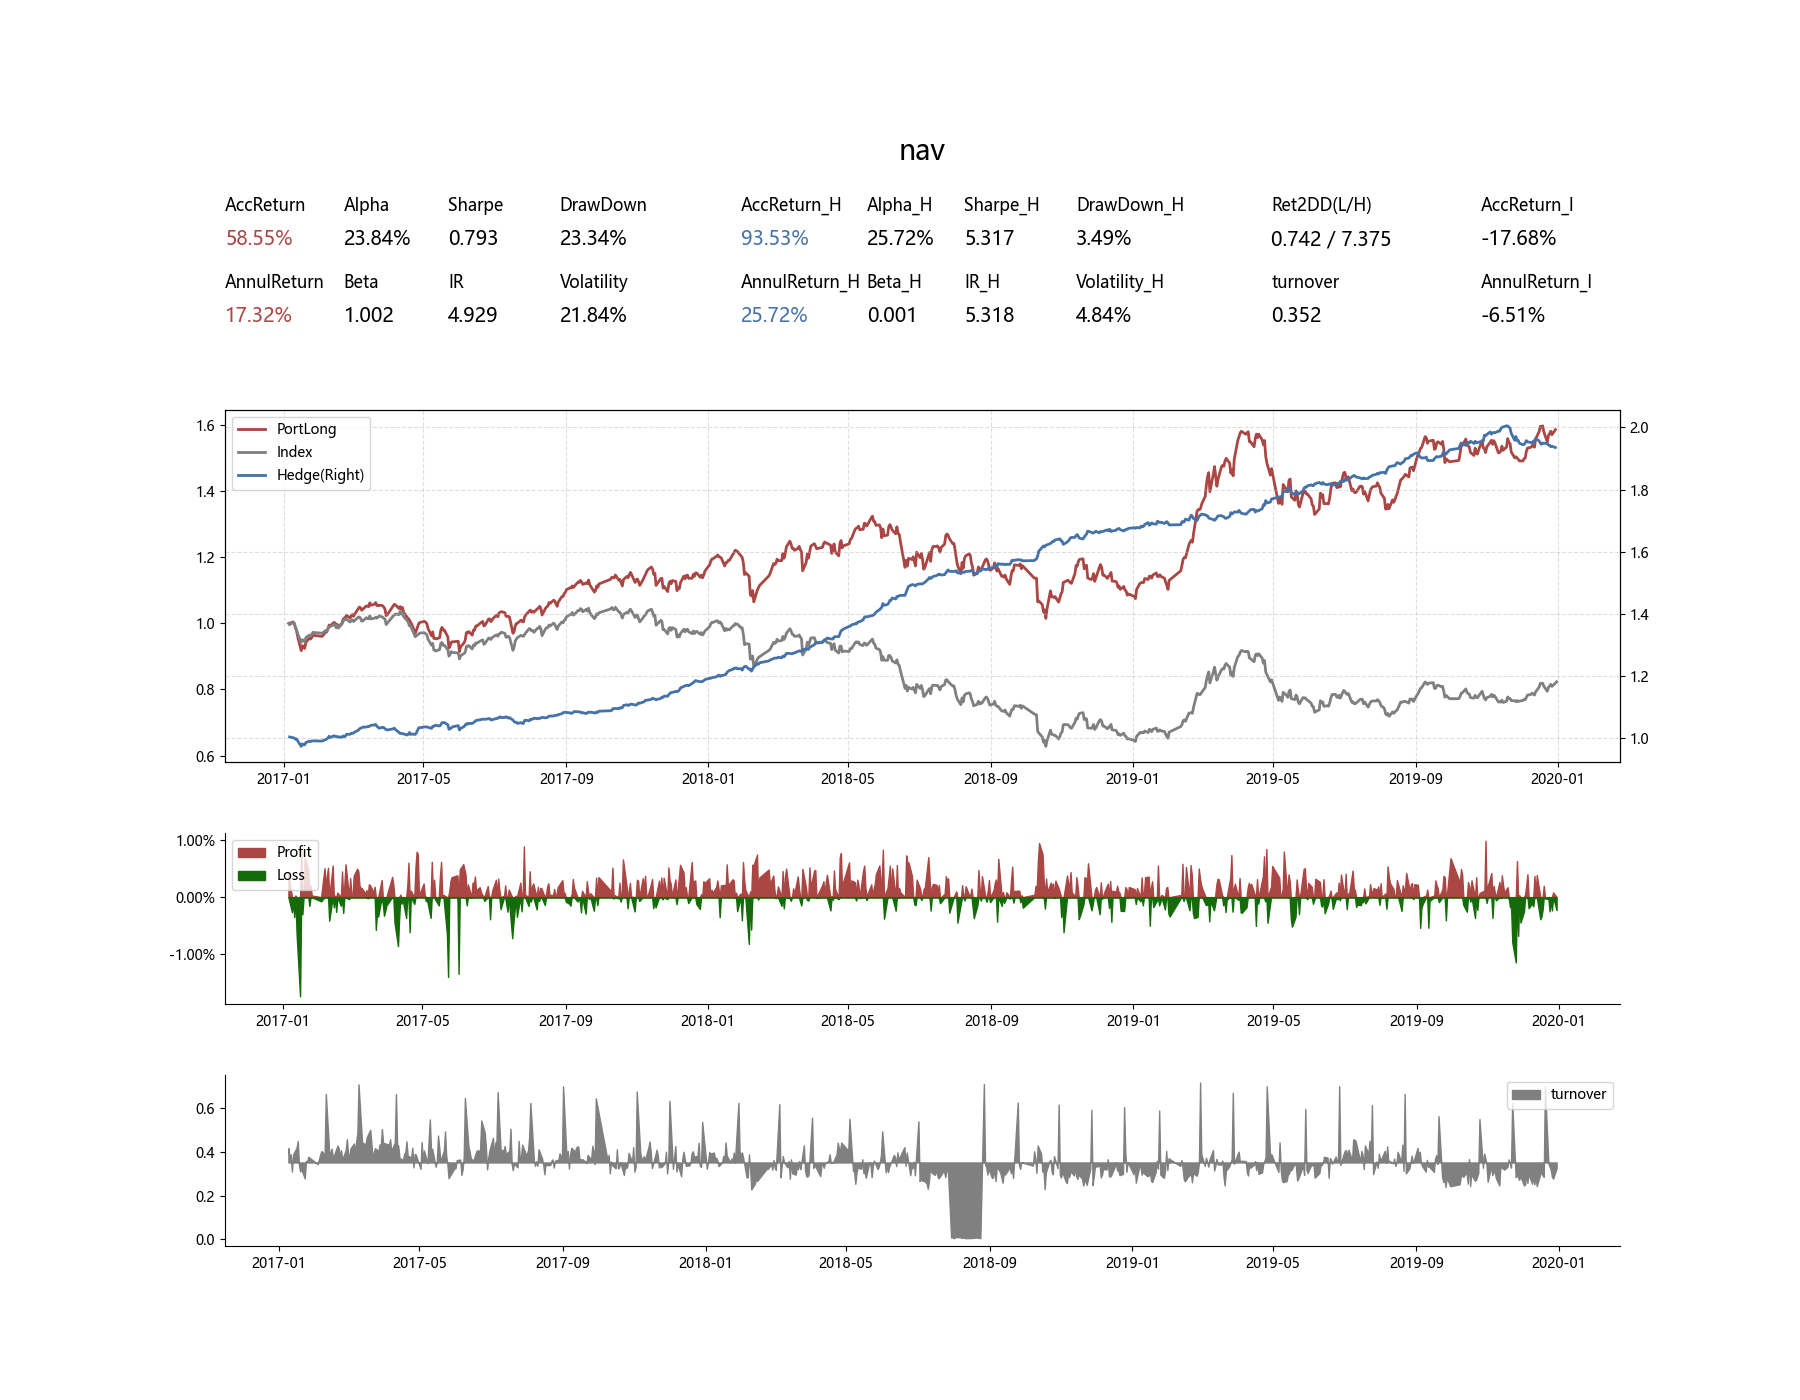 nav
AccReturn Alpha Sharpe DrawDown AccReturn_H Alpha_H Sharpe_H DrawDown_H Ret2DD(L/H) AccReturn_I
58.55% 23.84% 0.793 23.34% 93.53% 25.72% 5.317 3.49% 0.742 / 7.375 -17.68%
AnnulReturn Beta IR Volatility AnnulReturn_H Beta_H IR_H Volatility_H turnover AnnulReturn_I
17.32% 1.002 4.929 21.84% 25.72% 0.001 5.318 4.84% 0.352 -6.51%
PortLong
Index
Hedge(Right)
1.6
1.4
1.2
1.0
0.8
0.6
2.0
1.8
1.6
1.4
1.2
1.0
2017-01 2017-05 2017-09 2018-01 2018-05 2018-09 2019-01 2019-05 2019-09 2020-01
Profit
Loss
1.00%
0.00%
-1.00%
2017-01 2017-05 2017-09 2018-01 2018-05 2018-09 2019-01 2019-05 2019-09 2020-01
turnover
0.6
0.4
0.2
0.0
2017-01 2017-05 2017-09 2018-01 2018-05 2018-09 2019-01 2019-05 2019-09 2020-01